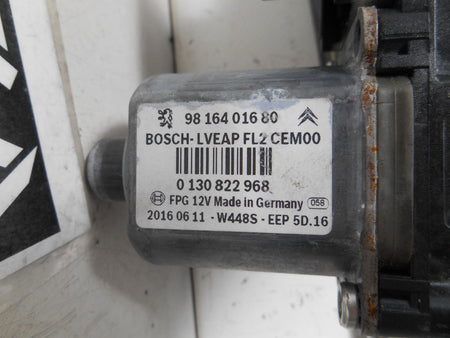 98 164 016 80
BOSCH-LVEAP FL2 CEM00
0 130 822 968
FPG 12V Made in Germany 058
2016 06 11 - W448S - EEP 5D.16